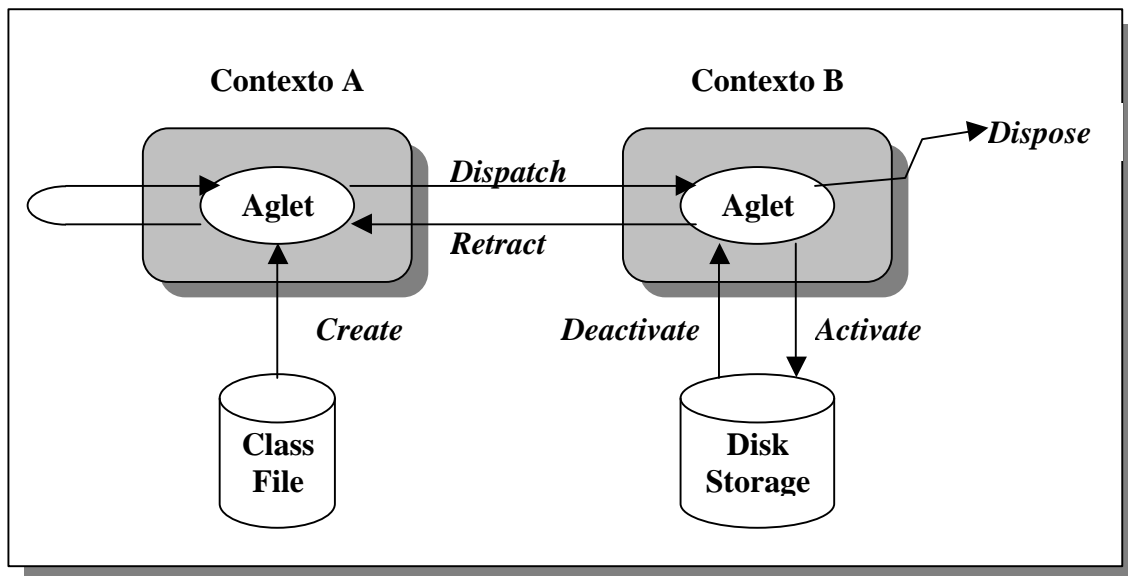 Contexto A
Contexto B
Dispose
Dispatch
Aglet
Aglet
Retract
Create
Deactivate
Activate
Class
File
Disk
Storage